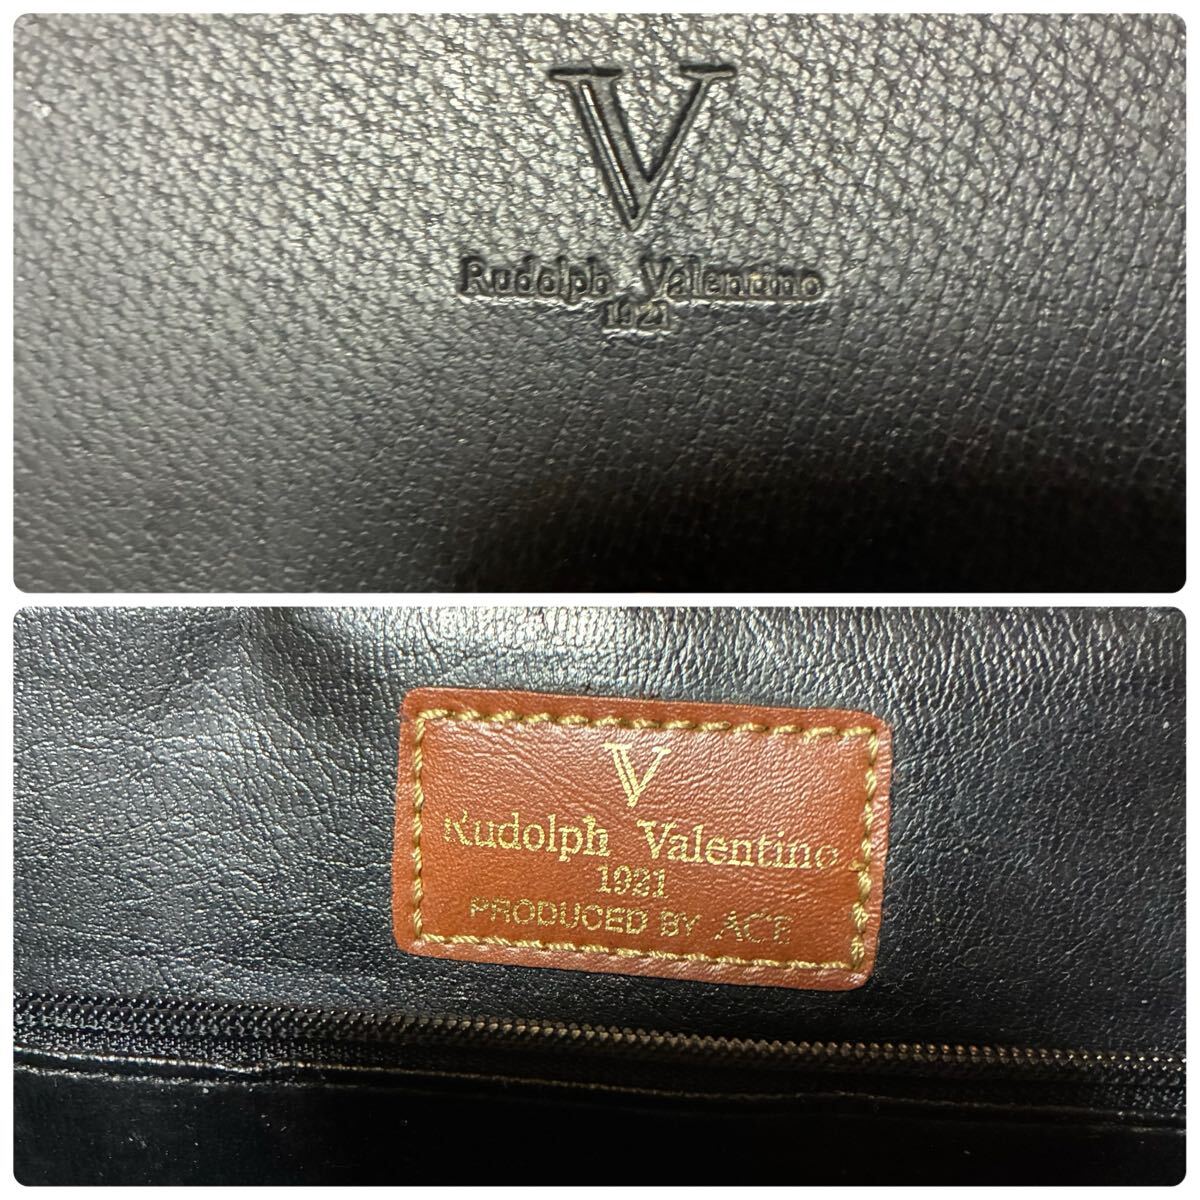 V
Rudolph Valentino
1921
V
Rudolph Valentino
1921
PRODUCED BY ACE